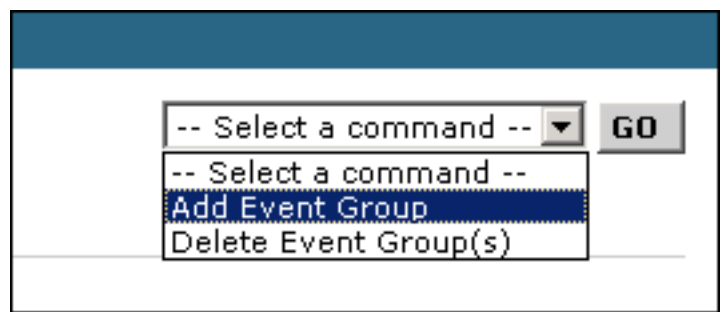 -- Select a command -- GO
-- Select a command --
Add Event Group
Delete Event Group(s)